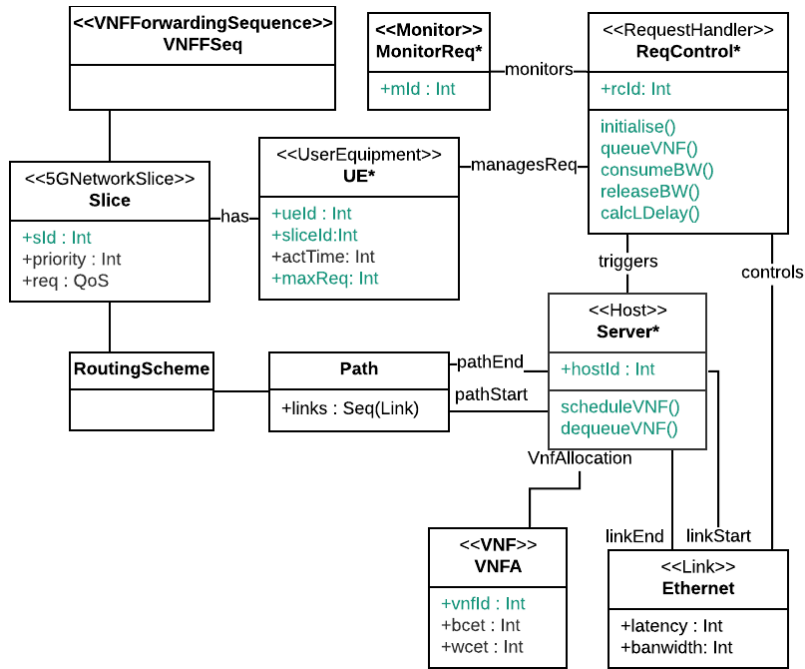 <<VNFForwardingSequence>>
VNFFSeq
<<Monitor>>
MonitorReq*
+mId : Int
monitors
<<RequestHandler>>
ReqControl*
+rcId: Int
initialise()
queueVNF()
consumeBW()
releaseBW()
calcLDelay()
<<5GNetworkSlice>>
Slice
+sId : Int
+priority : Int
+req : QoS
has
<<UserEquipment>>
UE*
+ueId : Int
+sliceId:Int
+actTime: Int
+maxReq: Int
managesReq
triggers
controls
<<Host>>
Server*
+hostId : Int
scheduleVNF()
dequeueVNF()
RoutingScheme
Path
+links : Seq(Link)
pathEnd
pathStart
VnfAllocation
linkEnd
linkStart
<<VNF>>
VNFA
+vnfId : Int
+bcet : Int
+wcet : Int
<<Link>>
Ethernet
+latency : Int
+banwidth: Int